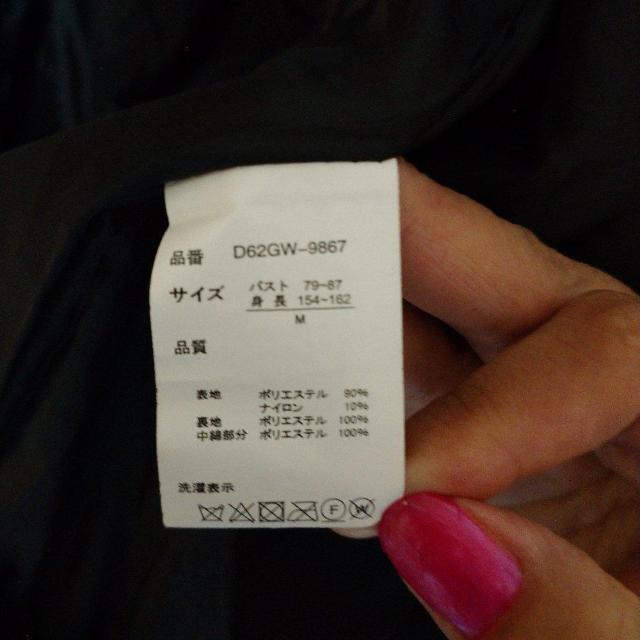 品番 D62GW-9867
サイズ バスト 79-87
身長 154-162
M
品質
表地 ポリエステル 90%
ナイロン 10%
裏地 ポリエステル 100%
中綿部分 ポリエステル 100%
洗濯表示
F W